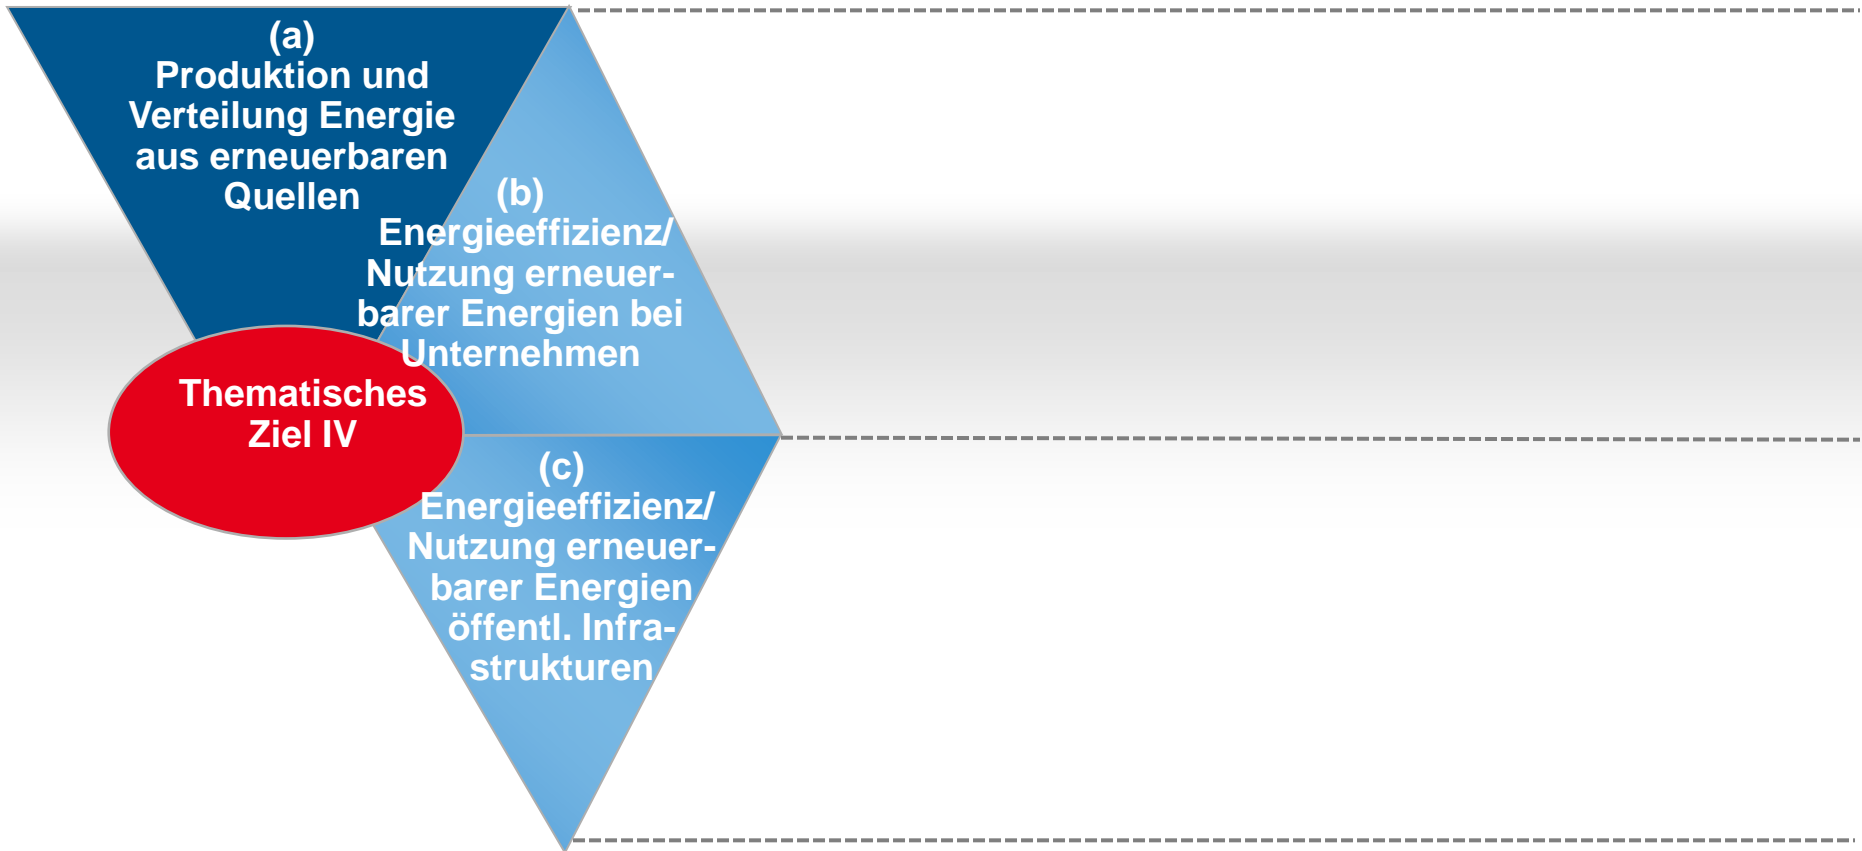 (a)
Produktion und
Verteilung Energie
aus erneuerbaren
Quellen
(b)
Energieeffizienz/
Nutzung erneuer-
barer Energien bei
Unternehmen
Thematisches
Ziel IV
(c)
Energieeffizienz/
Nutzung erneuer-
barer Energien
öffentl. Infra-
strukturen